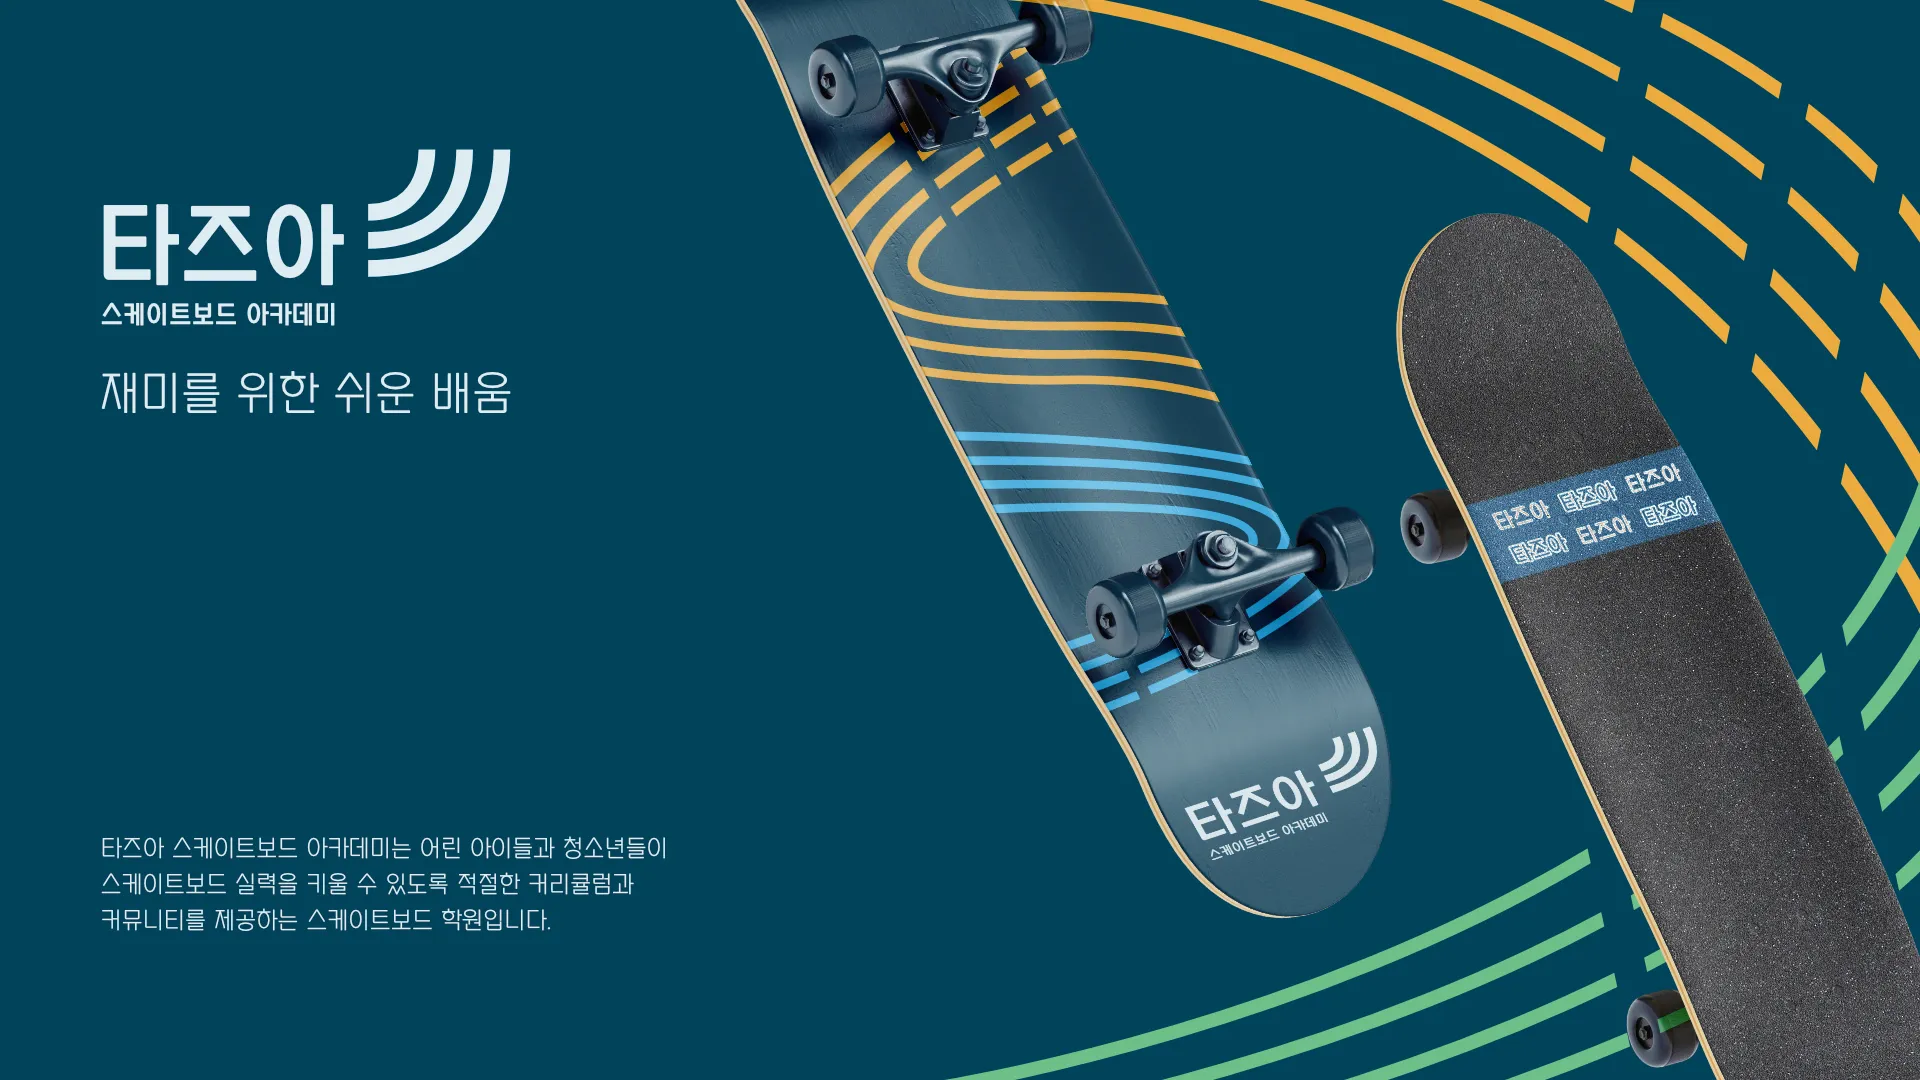 타즈아
스케이트보드 아카데미
재미를 위한 쉬운 배움
타즈아 스케이트보드 아카데미는 어린 아이들과 청소년들이
스케이트보드 실력을 키울 수 있도록 적절한 커리큘럼과
커뮤니티를 제공하는 스케이트보드 학원입니다.
타즈아
스케이트보드 아카데미
타즈아 타즈아 타즈아
타즈아 타즈아 타즈아